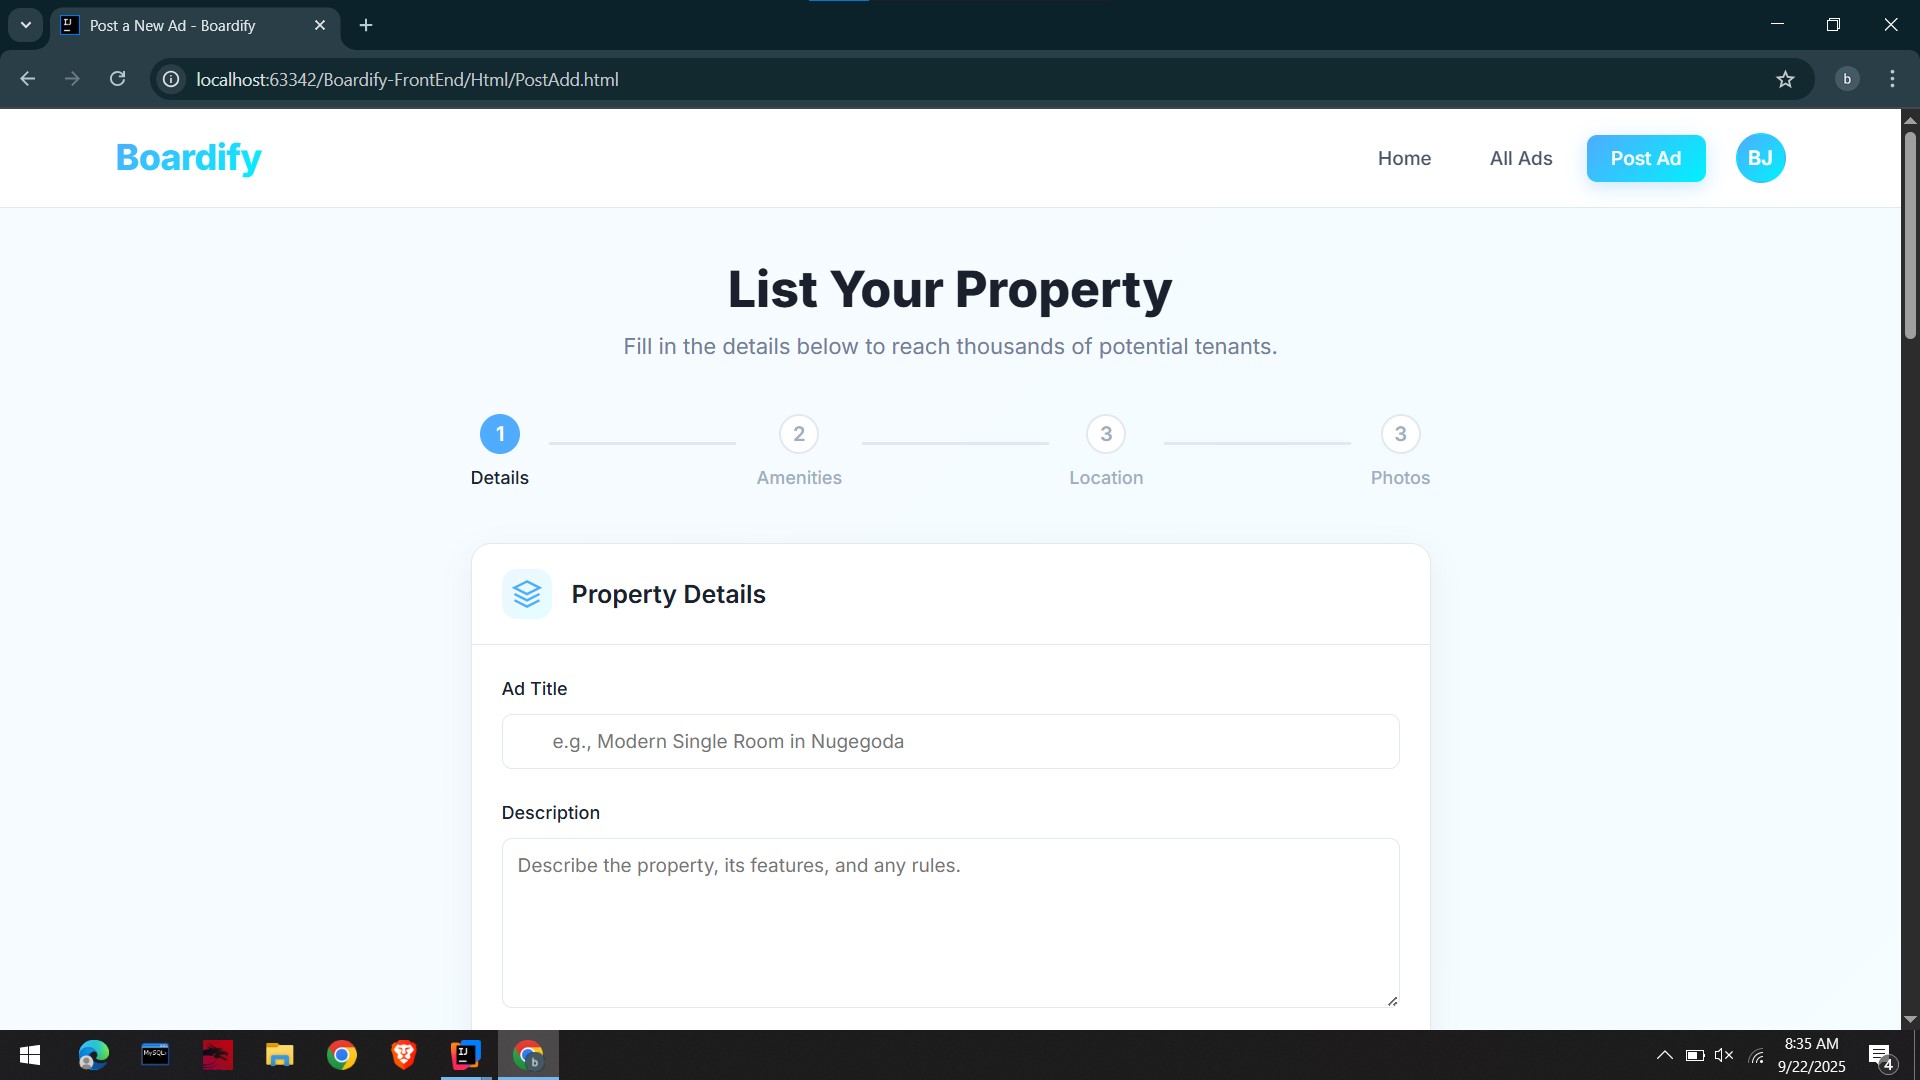 Post a New Ad - Boardify
localhost:63342/Boardify-FrontEnd/Html/PostAdd.html
b
Boardify
Home
All Ads
Post Ad
BJ
List Your Property
Fill in the details below to reach thousands of potential tenants.
1
2
3
3
Details
Amenities
Location
Photos
Property Details
Ad Title
e.g., Modern Single Room in Nugegoda
Description
Describe the property, its features, and any rules.
MySQL
IJ
b
8:35 AM
9/22/2025
4